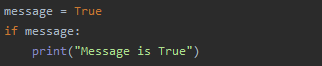 message = True
if message:
    print("Message is True")